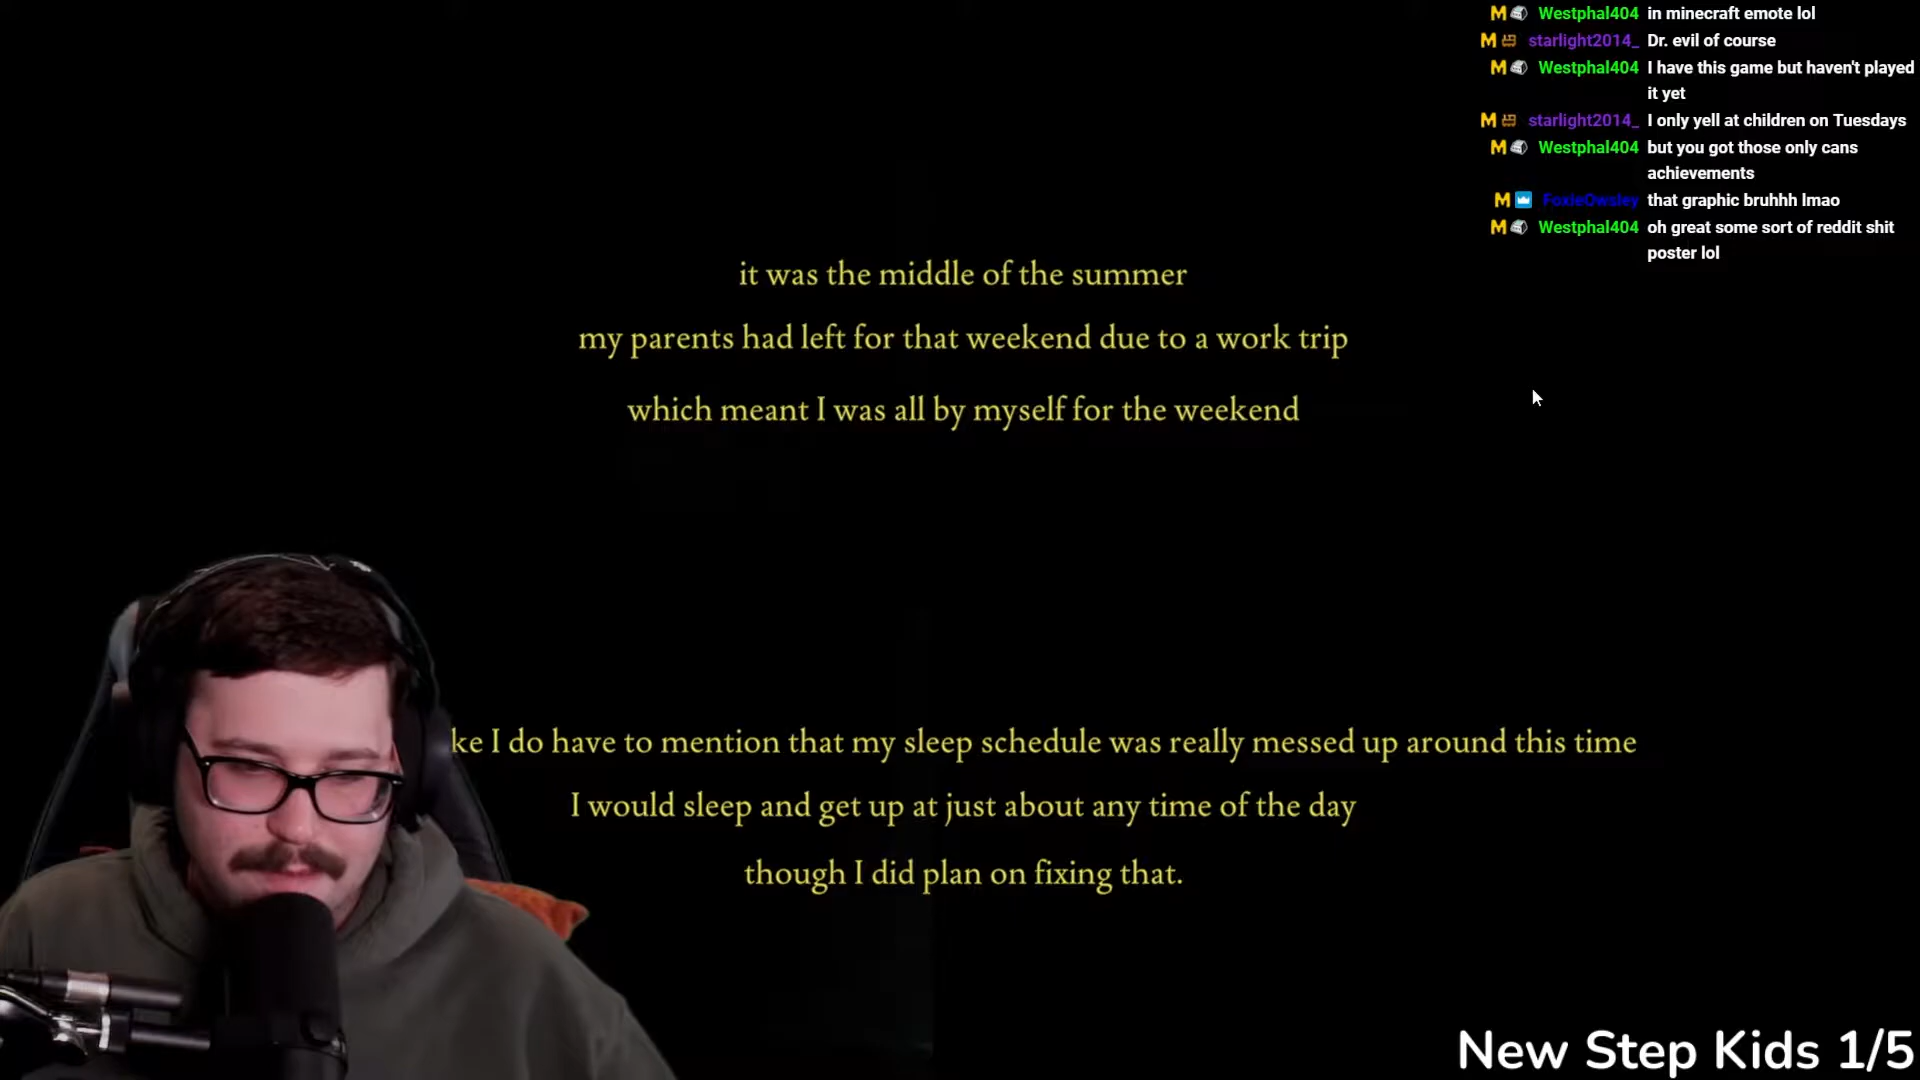 Westphal404 in minecraft emote lol
starlight2014_ Dr. evil of course
Westphal404 I have this game but haven't played
it yet
starlight2014_ I only yell at children on Tuesdays
Westphal404 but you got those only cans
achievements
FoxieOwsley that graphic bruhhh lmao
Westphal404 oh great some sort of reddit shit
poster lol
it was the middle of the summer
my parents had left for that weekend due to a work trip
which meant I was all by myself for the weekend
ke I do have to mention that my sleep schedule was really messed up around this time
I would sleep and get up at just about any time of the day
though I did plan on fixing that.
New Step Kids 1/5